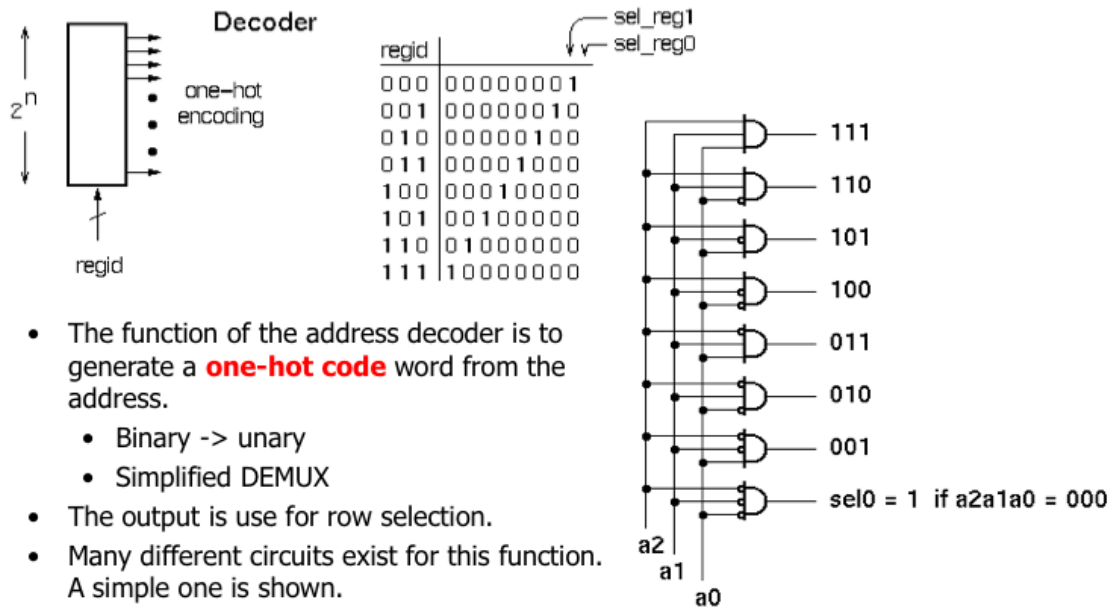 Decoder
2^n
one-hot
encoding
regid
sel_reg1
sel_reg0
regid
000 00000001
001 00000010
010 00000100
011 00001000
100 00010000
101 00100000
110 01000000
111 10000000
• The function of the address decoder is to
generate a one-hot code word from the
address.
• Binary -> unary
• Simplified DEMUX
• The output is use for row selection.
• Many different circuits exist for this function.
A simple one is shown.
111
110
101
100
011
010
001
sel0 = 1 if a2a1a0 = 000
a2
a1
a0